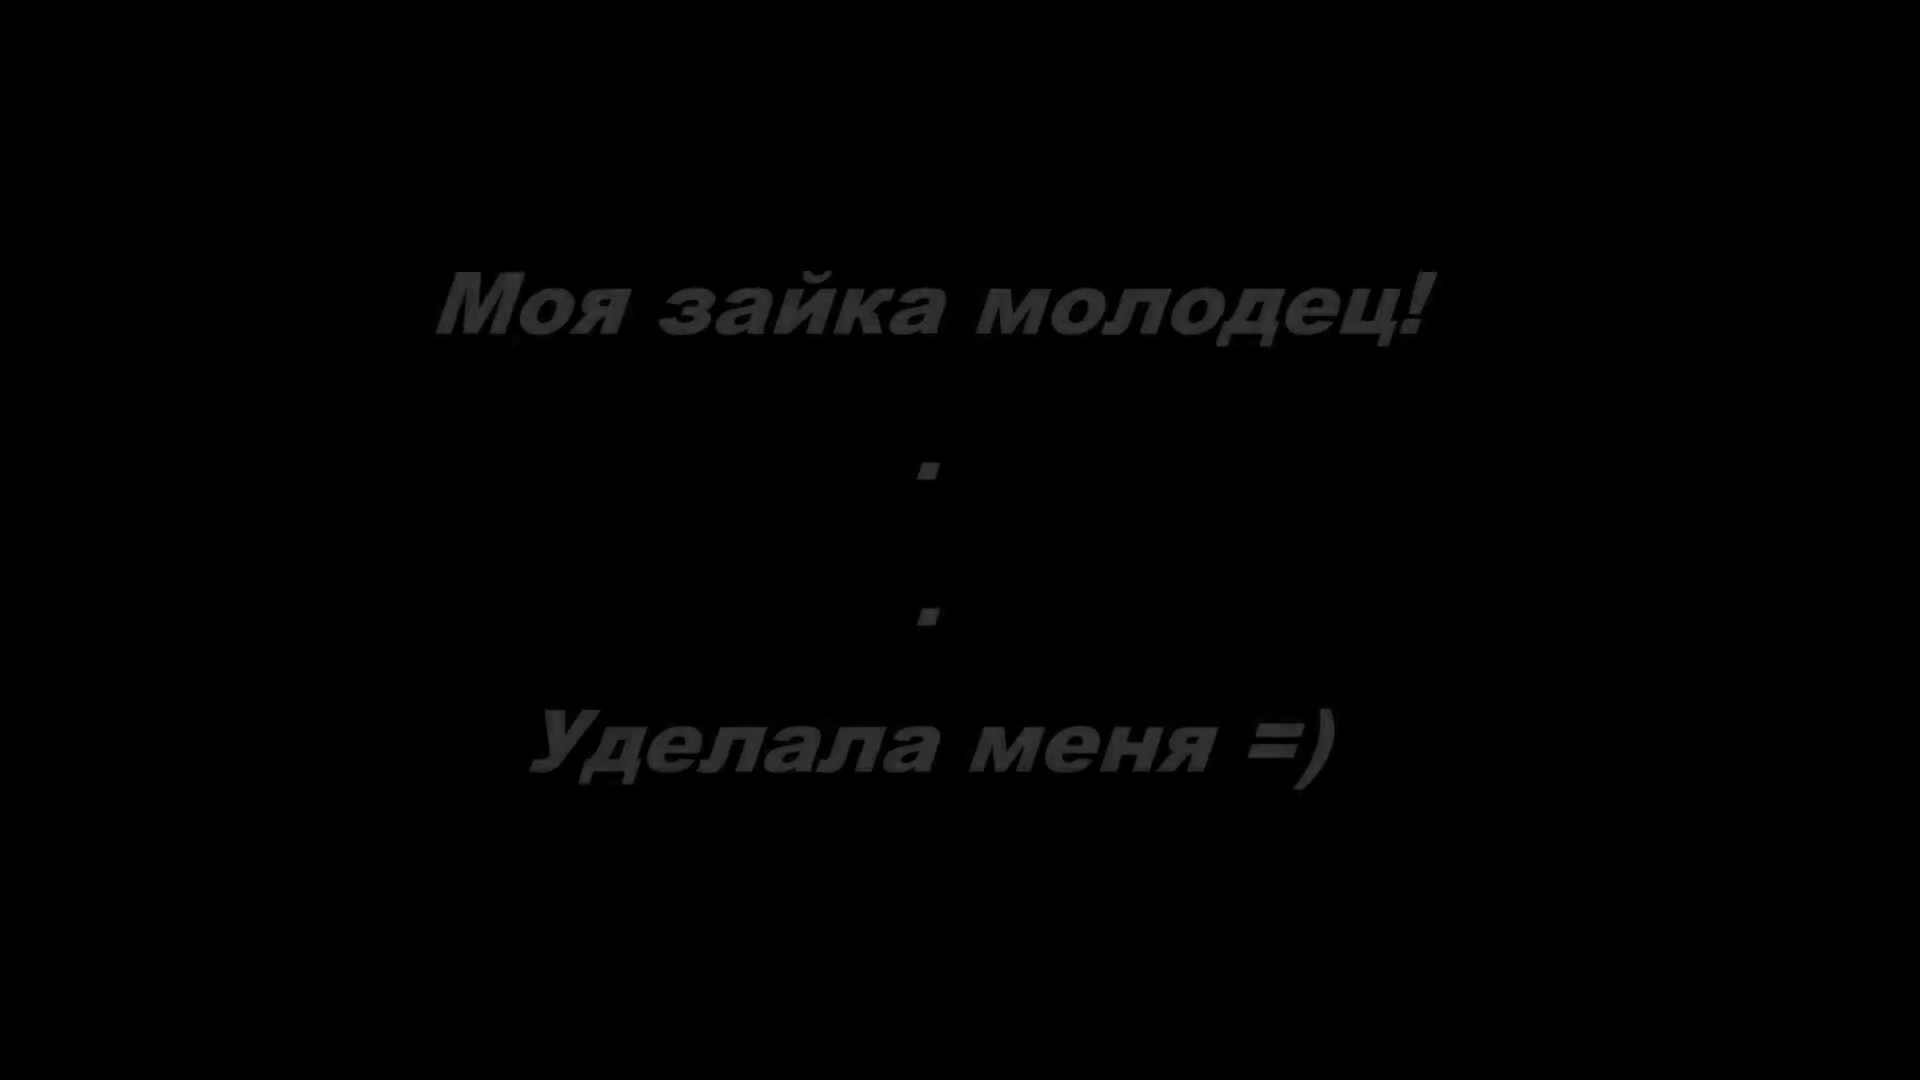 Моя зайка молодец!
.
.
Уделала меня =)